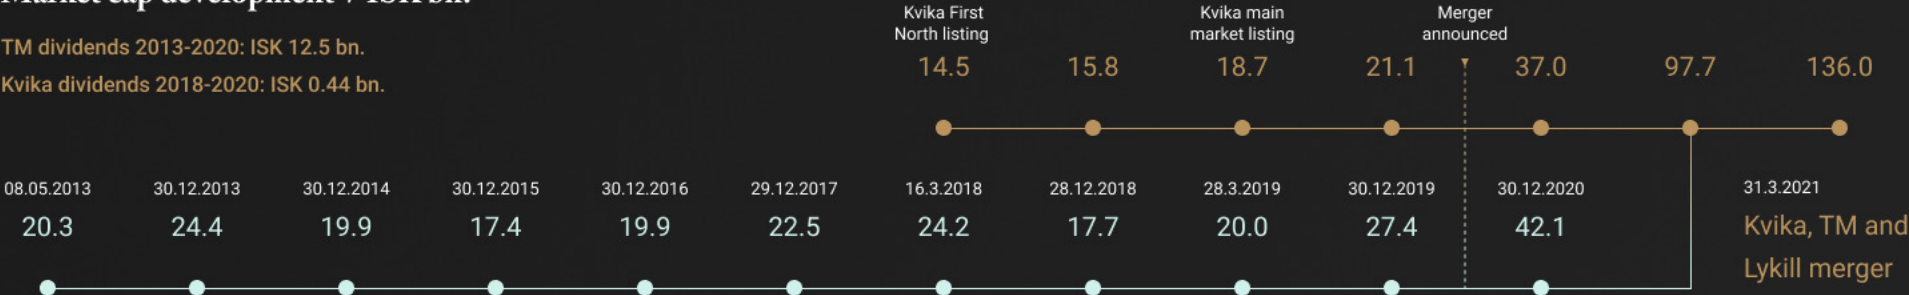 Market cap development / ISK bn.
TM dividends 2013-2020: ISK 12.5 bn.
Kvika dividends 2018-2020: ISK 0.44 bn.
Kvika First
North listing
Kvika main
market listing
Merger
announced
14.5 15.8 18.7 21.1 37.0 97.7 136.0
08.05.2013 30.12.2013 30.12.2014 30.12.2015 30.12.2016 29.12.2017 16.3.2018 28.12.2018 28.3.2019 30.12.2019 30.12.2020 31.3.2021
20.3 24.4 19.9 17.4 19.9 22.5 24.2 17.7 20.0 27.4 42.1
Kvika, TM and
Lykill merger